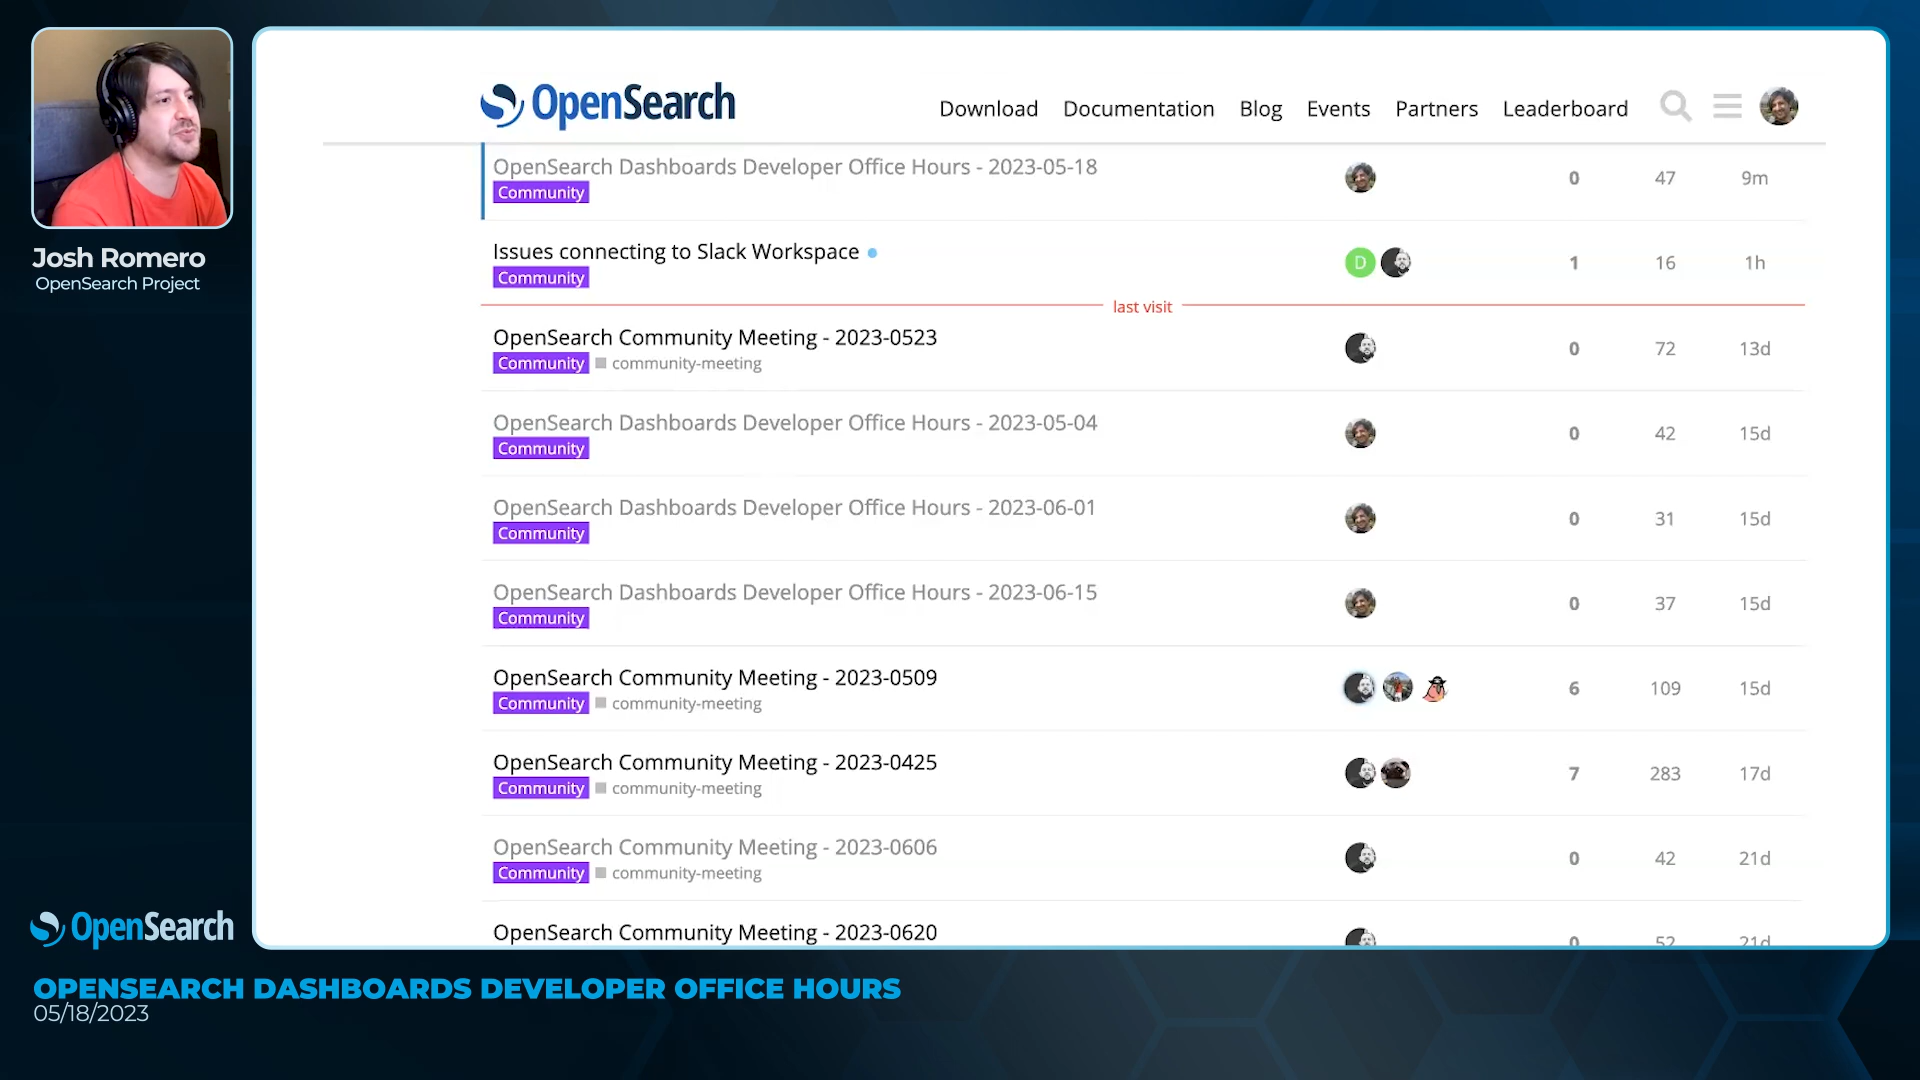 Josh Romero
OpenSearch Project
OpenSearch
Download Documentation Blog Events Partners Leaderboard
OpenSearch Dashboards Developer Office Hours - 2023-05-18
Community
0 47 9m
Issues connecting to Slack Workspace
Community
D
1 16 1h
last visit
OpenSearch Community Meeting - 2023-0523
Community community-meeting
0 72 13d
OpenSearch Dashboards Developer Office Hours - 2023-05-04
Community
0 42 15d
OpenSearch Dashboards Developer Office Hours - 2023-06-01
Community
0 31 15d
OpenSearch Dashboards Developer Office Hours - 2023-06-15
Community
0 37 15d
OpenSearch Community Meeting - 2023-0509
Community community-meeting
6 109 15d
OpenSearch Community Meeting - 2023-0425
Community community-meeting
7 283 17d
OpenSearch Community Meeting - 2023-0606
Community community-meeting
0 42 21d
OpenSearch Community Meeting - 2023-0620
0 52 21d
OpenSearch
OPENSEARCH DASHBOARDS DEVELOPER OFFICE HOURS
05/18/2023